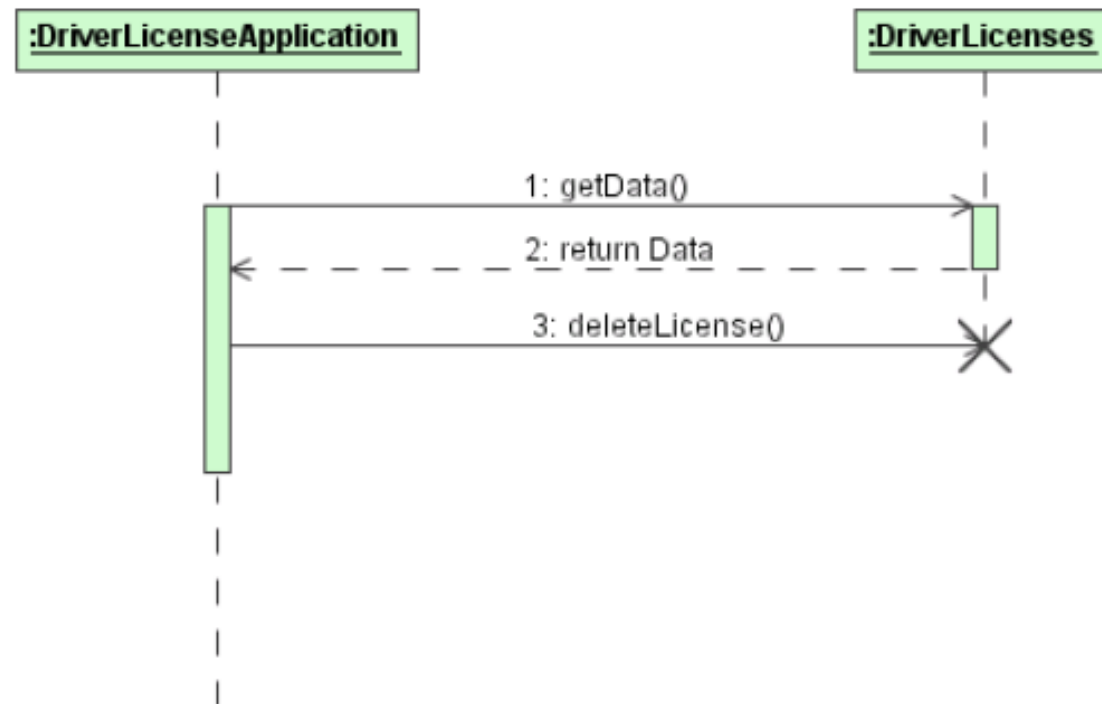 :DriverLicenseApplication
:DriverLicenses
1: getData()
2: return Data
3: deleteLicense()